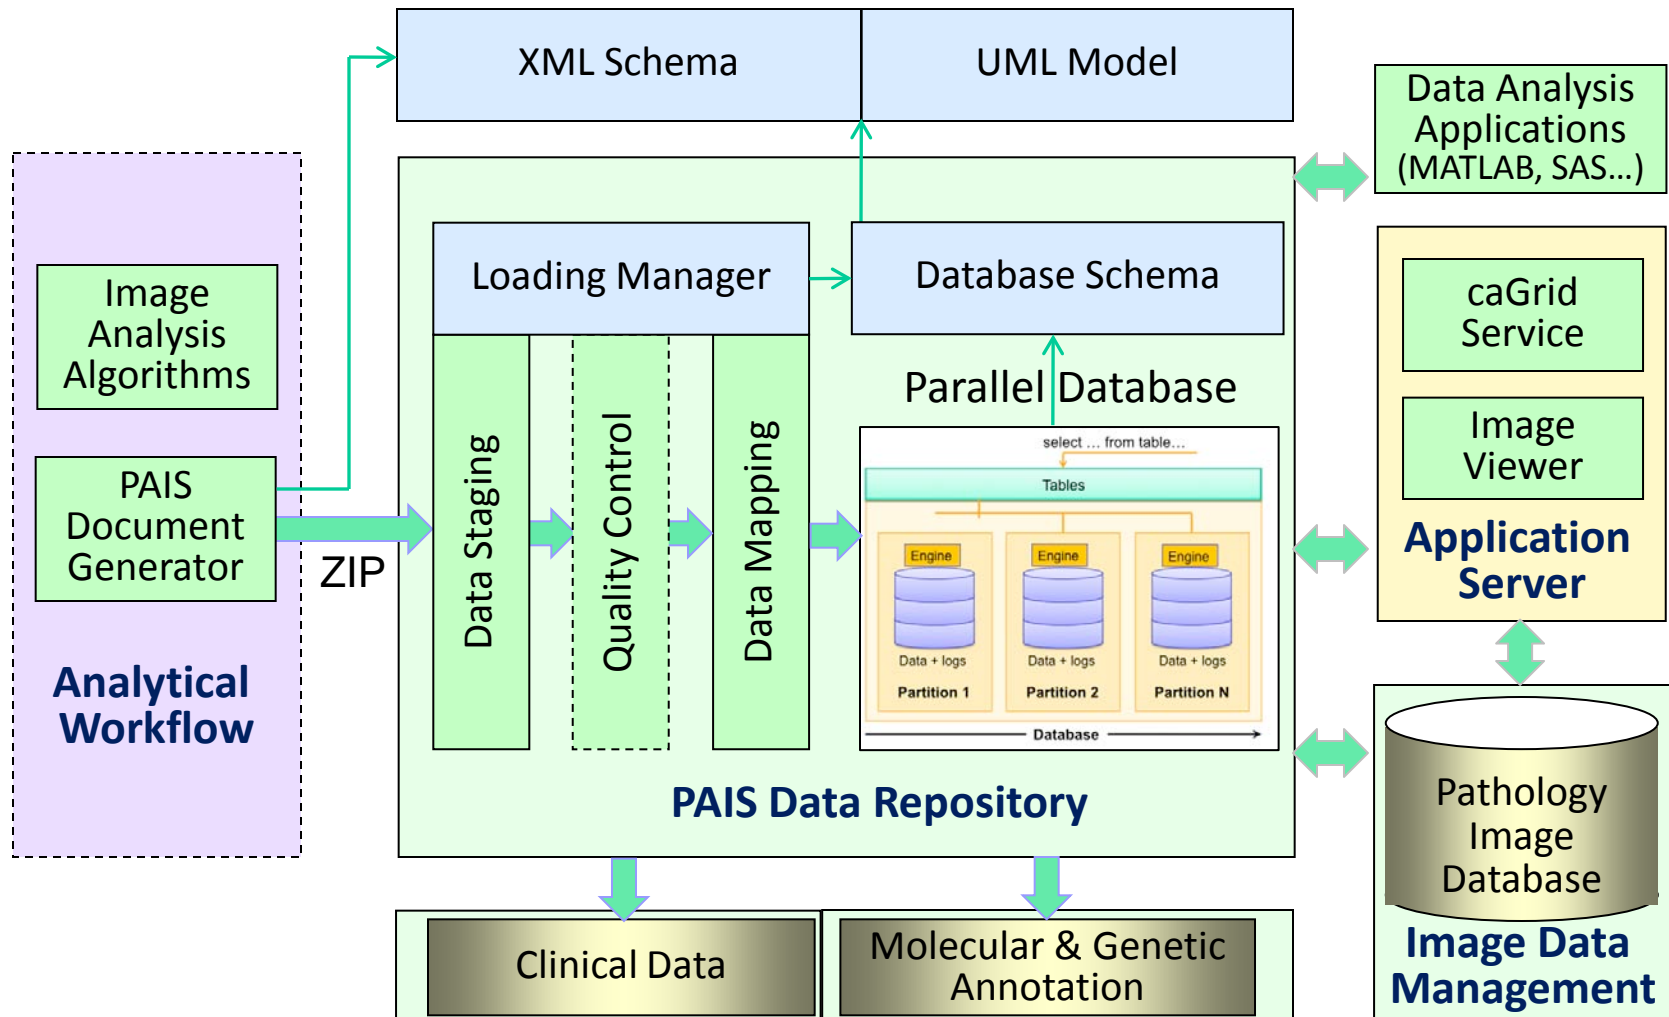 XML Schema
UML Model
Data Analysis
Applications
(MATLAB, SAS...)
Image
Analysis
Algorithms
PAIS
Document
Generator
Analytical
Workflow
ZIP
Loading Manager
Database Schema
Data Staging
Quality Control
Data Mapping
Parallel Database
select ... from table...
Tables
Engine
Engine
Engine
Data + logs
Data + logs
Data + logs
Partition 1
Partition 2
Partition N
Database
PAIS Data Repository
caGrid
Service
Image
Viewer
Application
Server
Pathology
Image
Database
Image Data
Management
Clinical Data
Molecular & Genetic
Annotation